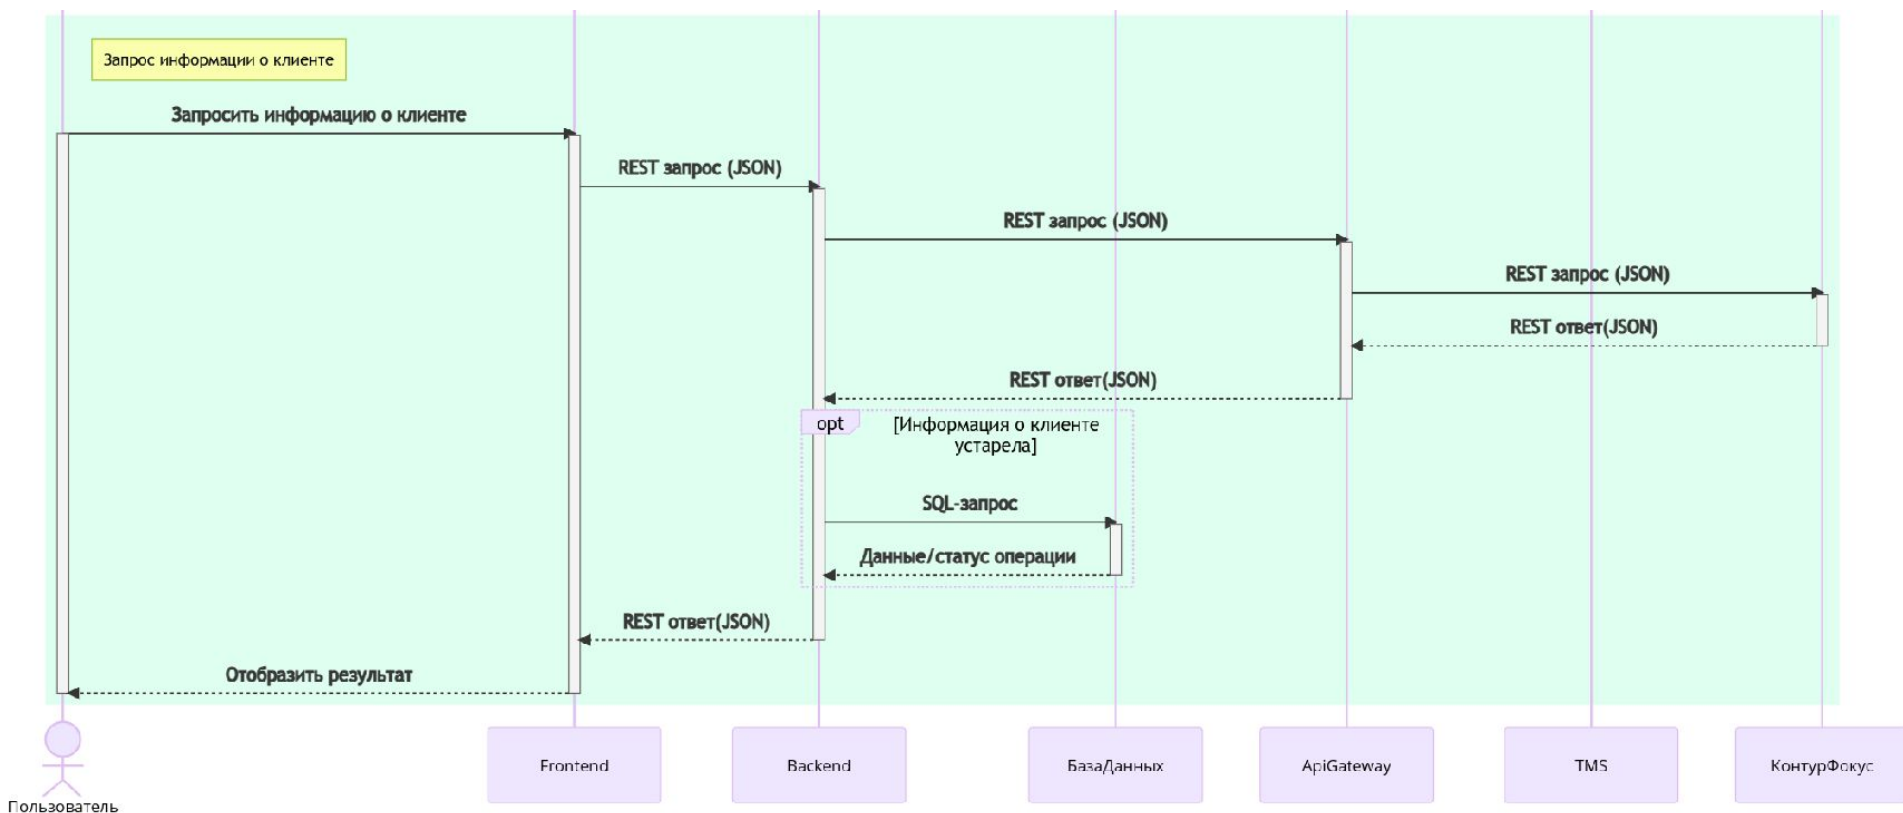 Запрос информации о клиенте
Запросить информацию о клиенте
REST запрос (JSON)
REST запрос (JSON)
REST запрос (JSON)
REST ответ(JSON)
REST ответ(JSON)
opt
[Информация о клиенте
устарела]
SQL-запрос
Данные/статус операции
REST ответ(JSON)
Отобразить результат
Пользователь
Frontend
Backend
БазаДанных
ApiGateway
TMS
КонтурФокус